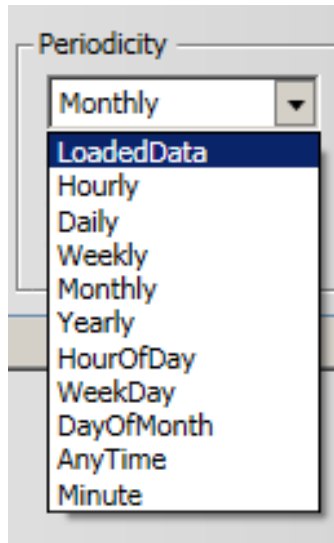 Periodicity
Monthly
LoadedData
Hourly
Daily
Weekly
Monthly
Yearly
HourOfDay
WeekDay
DayOfMonth
AnyTime
Minute